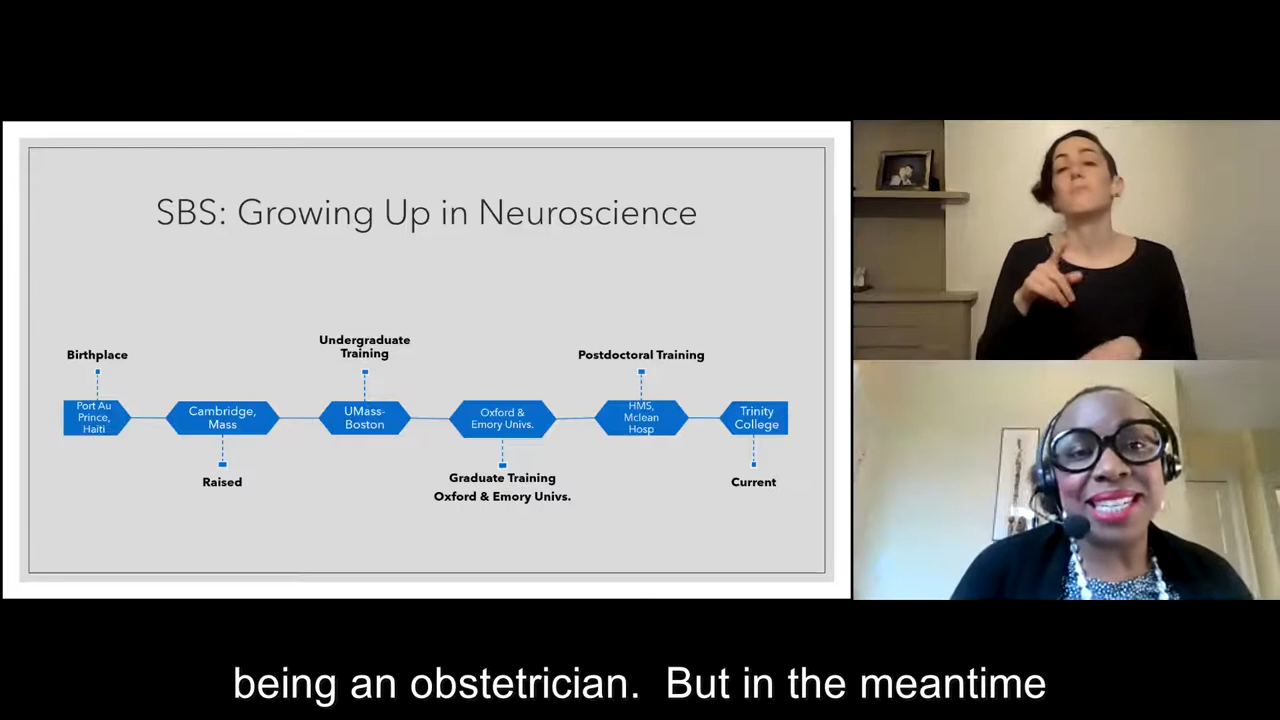 SBS: Growing Up in Neuroscience
Birthplace
Port Au
Prince,
Haiti
Cambridge,
Mass
Raised
Undergraduate
Training
UMass-
Boston
Oxford &
Emory Univs.
Graduate Training
Oxford & Emory Univs.
Postdoctoral Training
HMS,
Mclean
Hosp
Trinity
College
Current
being an obstetrician.  But in the meantime